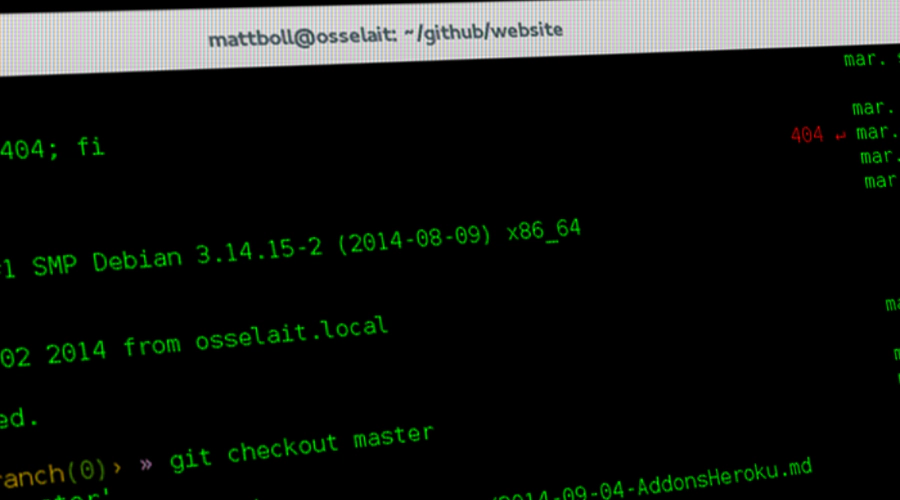 mattboll@osselait: ~/github/website
mar.
404; fi
mar.
404 ↵ mar.
mar.
mar
1 SMP Debian 3.14.15-2 (2014-08-09) x86_64
02 2014 from osselait.local
ed.
ranch(0)› » git checkout master
2014-09-04-AddonsHeroku.md